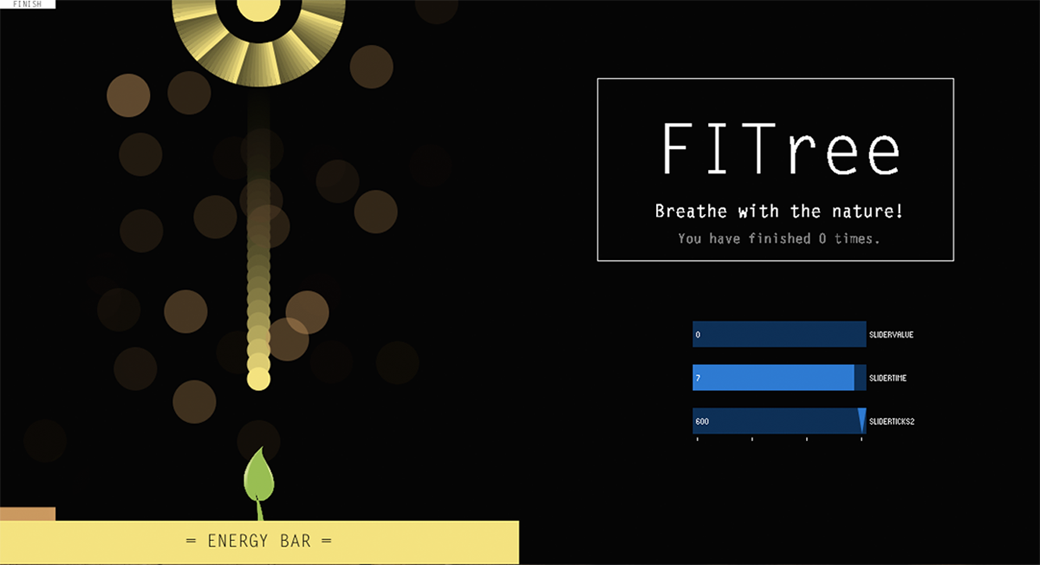 FINISH
FITree
Breathe with the nature!
You have finished 0 times.
0 SLIDERVALUE
7 SLIDERTIME
600 SLIDERTICKS2
= ENERGY BAR =